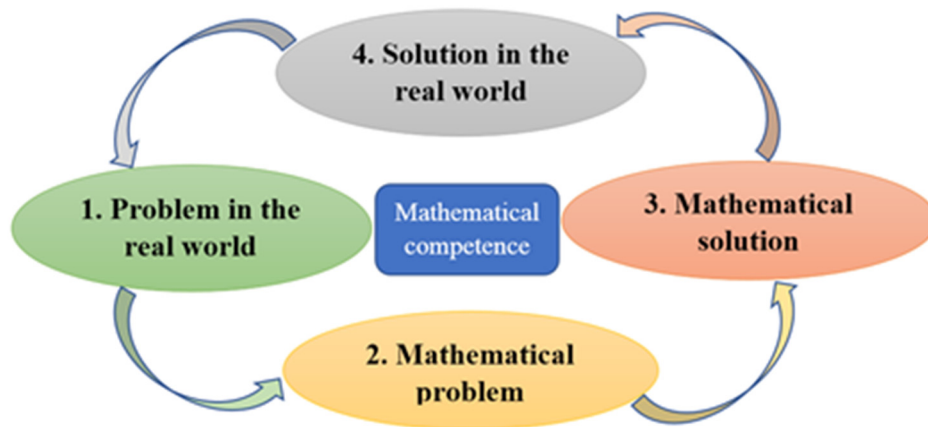 4. Solution in the
real world
1. Problem in the
real world
Mathematical
competence
3. Mathematical
solution
2. Mathematical
problem